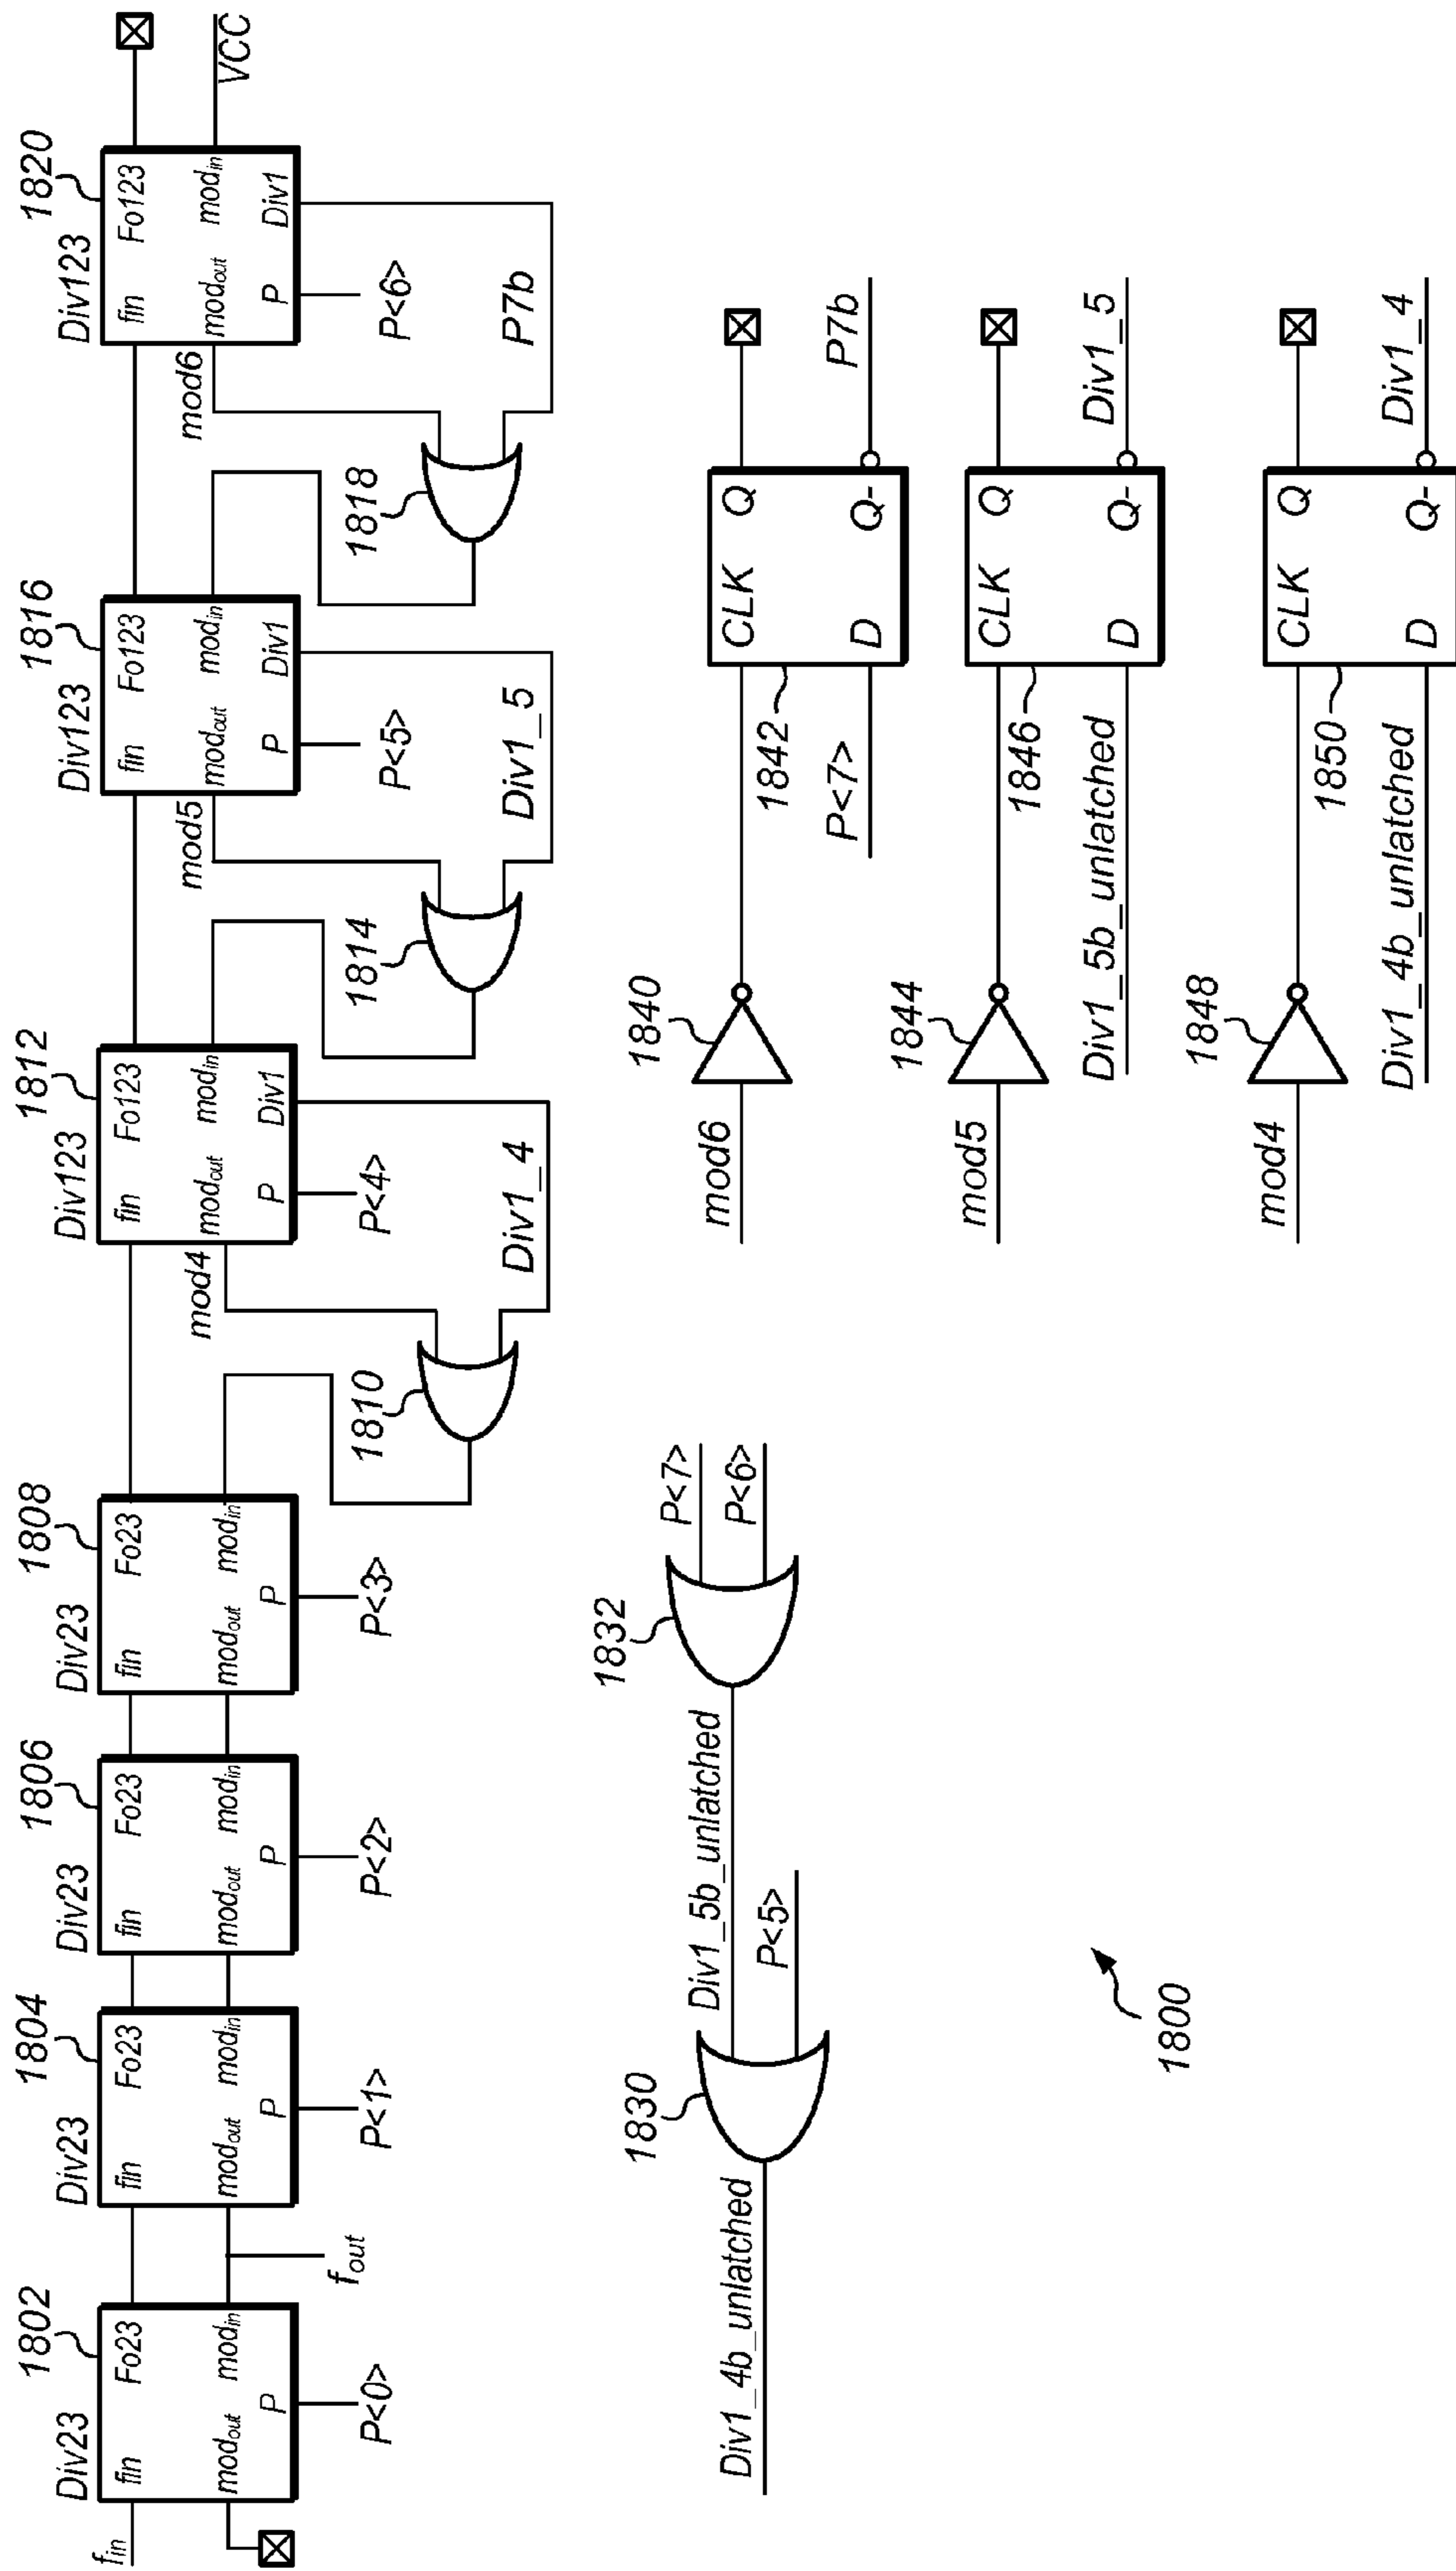 1802
1804
1806
1808
1812
1816
1820
Div23
Div23
Div23
Div23
Div123
Div123
Div123
fin
fin Fo23
fin Fo23
fin Fo23
fin Fo23
fin Fo123
fin Fo123
fin Fo123
modout modin
modout modin
modout modin
modout modin
mod4
modout modin
mod5
modout modin
mod6
modout modin
VCC
P
P
P
P
P Div1
P Div1
P Div1
fout
P<0>
P<1>
P<2>
P<3>
1810
P<4>
1814
P<5>
1818
P<6>
Div1_4
Div1_5
P7b
1832
P<7>
P<6>
Div1_5b_unlatched
1830
P<5>
Div1_4b_unlatched
1840
mod6
CLK Q
1842
P<7>
D Q-
P7b
1844
mod5
CLK Q
1846
Div1_5b_unlatched
D Q-
Div1_5
1848
mod4
CLK Q
1850
Div1_4b_unlatched
D Q-
Div1_4
1800